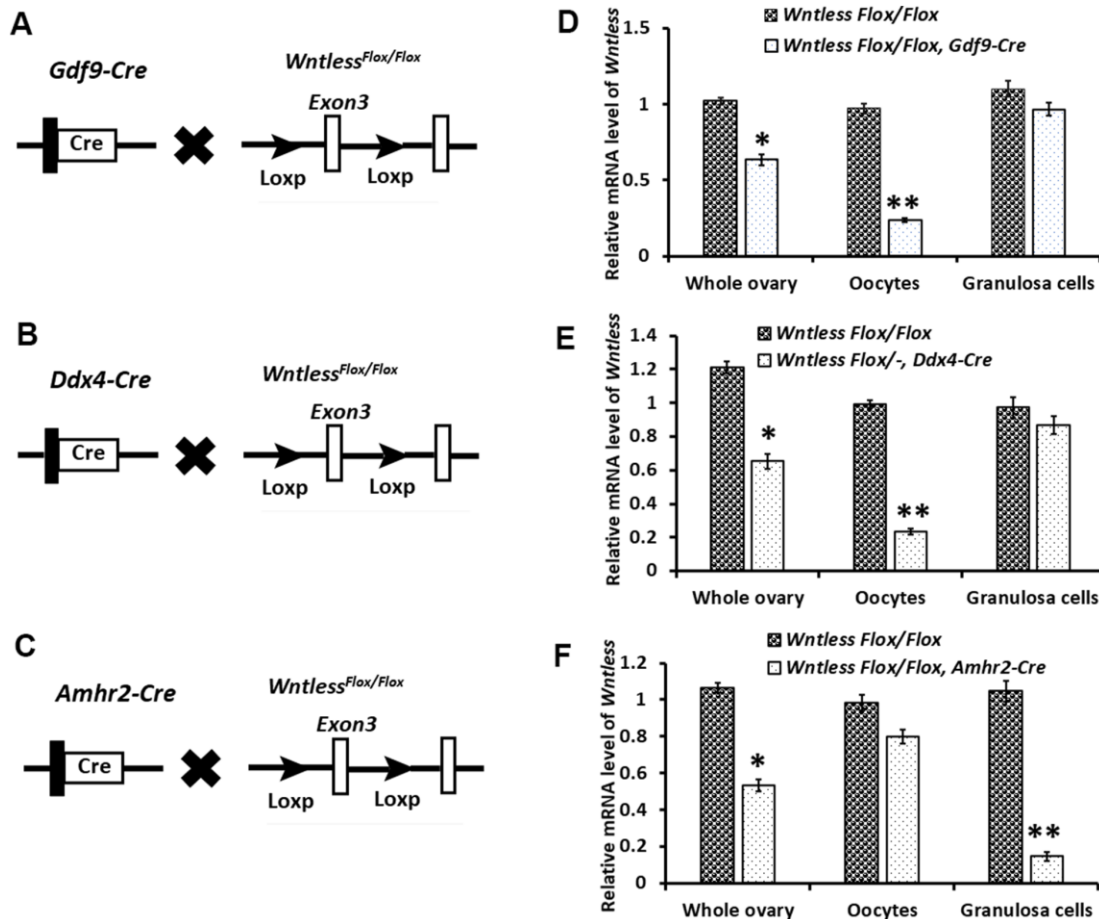 A
Gdf9-Cre
Wntless^Flox/Flox
Exon3
Cre
Loxp Loxp
B
Ddx4-Cre
Wntless^Flox/Flox
Exon3
Cre
Loxp Loxp
C
Amhr2-Cre
Wntless^Flox/Flox
Exon3
Cre
Loxp Loxp
D
Wntless Flox/Flox
Wntless Flox/Flox, Gdf9-Cre
Relative mRNA level of Wntless
1.5
1
0.5
0
*
**
Whole ovary Oocytes Granulosa cells
E
Wntless Flox/Flox
Wntless Flox/-, Ddx4-Cre
Relative mRNA level of Wntless
1.4
1.2
1
0.8
0.6
0.4
0.2
0
*
**
Whole ovary Oocytes Granulosa cells
F
Wntless Flox/Flox
Wntless Flox/Flox, Amhr2-Cre
Relative mRNA level of Wntless
1.2
1
0.8
0.6
0.4
0.2
0
*
**
Whole ovary Oocytes Granulosa cells